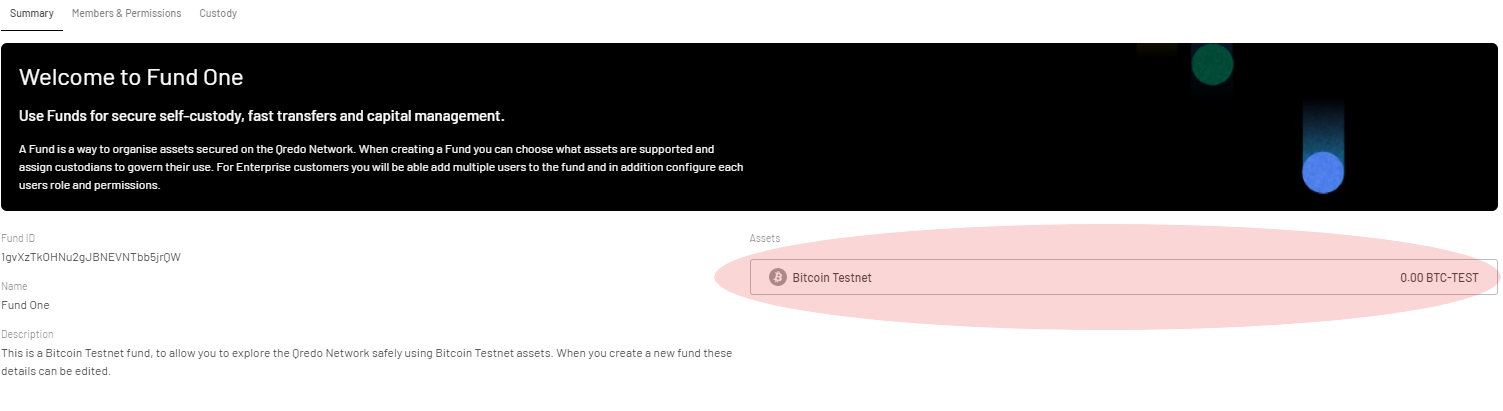 Summary Members & Permissions Custody
Welcome to Fund One
Use Funds for secure self-custody, fast transfers and capital management.
A Fund is a way to organise assets secured on the Qredo Network. When creating a Fund you can choose what assets are supported and
assign custodians to govern their use. For Enterprise customers you will be able add multiple users to the fund and in addition configure each
users role and permissions.
Fund ID
1gvXzTkOHNu2gJBNEVNTbb5jrQW
Name
Fund One
Description
This is a Bitcoin Testnet fund, to allow you to explore the Qredo Network safely using Bitcoin Testnet assets. When you create a new fund these
details can be edited.
Assets
Bitcoin Testnet 0.00 BTC-TEST